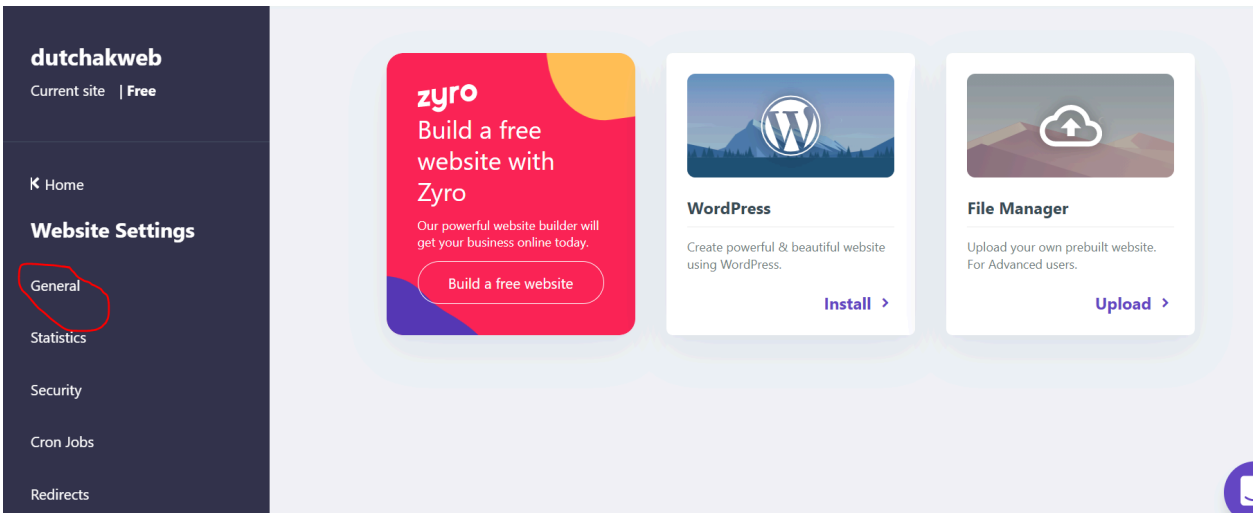 dutchakweb
Current site | Free
Home
Website Settings
General
Statistics
Security
Cron Jobs
Redirects
zyro
Build a free
website with
Zyro
Our powerful website builder will
get your business online today.
Build a free website
WordPress
Create powerful & beautiful website
using WordPress.
Install
File Manager
Upload your own prebuilt website.
For Advanced users.
Upload